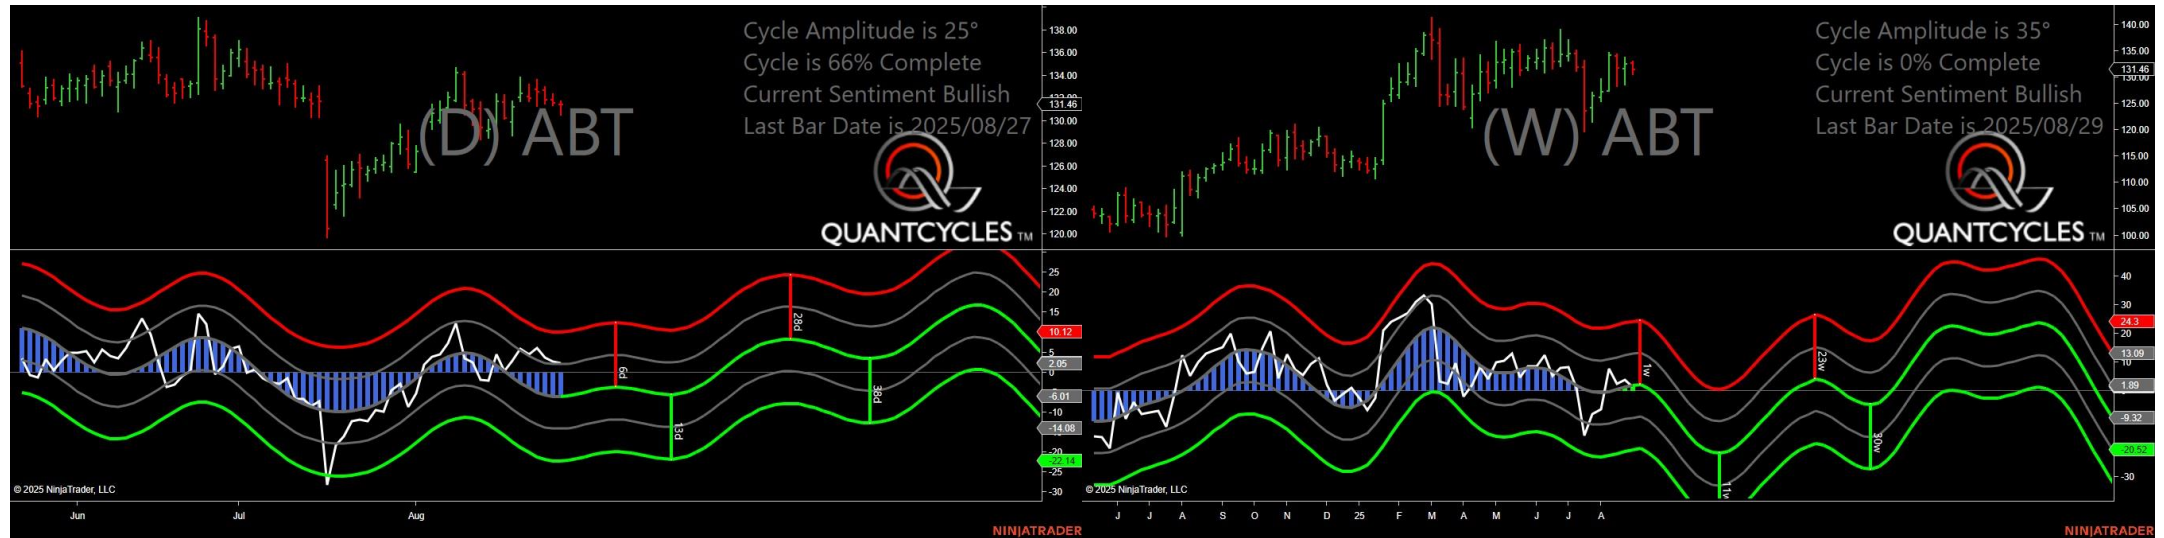 Cycle Amplitude is 25°
Cycle is 66% Complete
Current Sentiment Bullish
Last Bar Date is 2025/08/27
(D) ABT
QUANTCYCLES TM
138.00
136.00
134.00
131.46
130.00
128.00
126.00
124.00
122.00
120.00
25
20
15
10.12
5
2.05
0
-6.01
-10
-14.08
-22.14
-25
-30
6d
13d
28d
38d
© 2025 NinjaTrader, LLC
Jun Jul Aug
NINJATRADER
Cycle Amplitude is 35°
Cycle is 0% Complete
Current Sentiment Bullish
Last Bar Date is 2025/08/29
(W) ABT
QUANTCYCLES TM
140.00
135.00
131.46
130.00
125.00
120.00
115.00
110.00
105.00
100.00
40
30
24.3
20
13.09
10
1.89
-9.32
-20.52
-30
1w
11w
23w
30w
© 2025 NinjaTrader, LLC
J J A S O N D 25 F M A M J J A
NINJATRADER